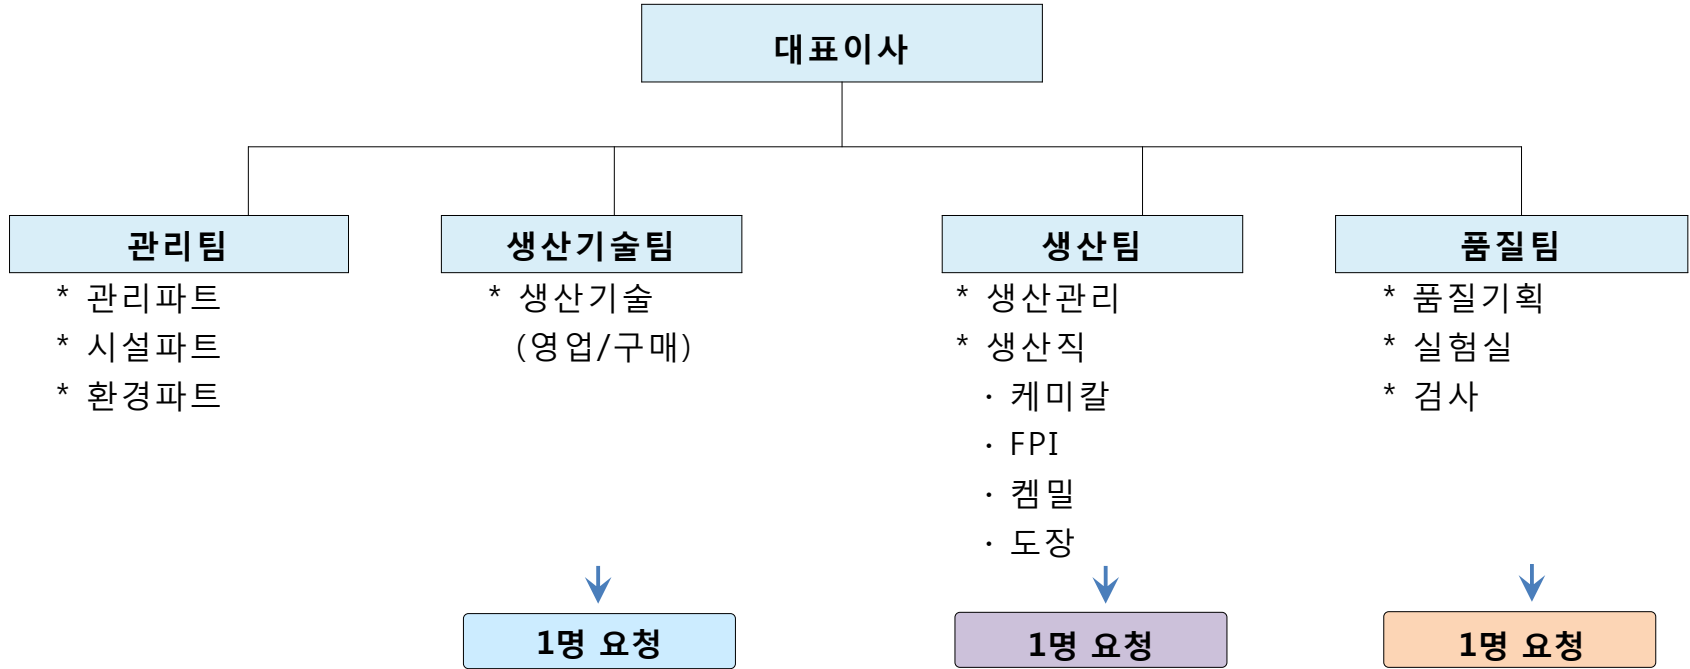 대표이사
관리팀
* 관리파트
* 시설파트
* 환경파트
생산기술팀
* 생산기술
(영업/구매)
1명 요청
생산팀
* 생산관리
* 생산직
· 케미칼
· FPI
· 켐밀
· 도장
1명 요청
품질팀
* 품질기획
* 실험실
* 검사
1명 요청